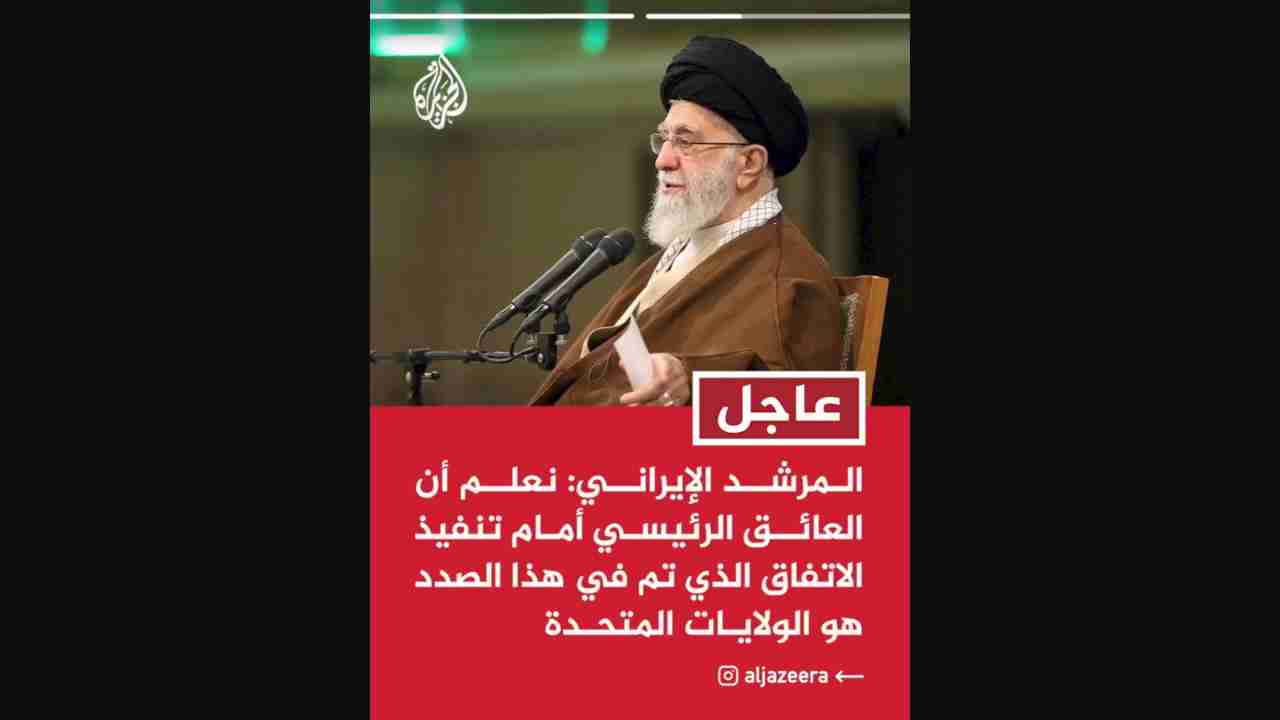 الجزيرة
عاجل
المرشد الإيراني: نعلم أن
العائق الرئيسي أمام تنفيذ
الاتفاق الذي تم في هذا الصدد
هو الولايات المتحدة
aljazeera